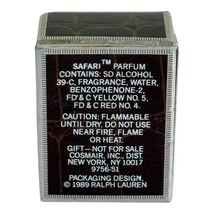 SAFARI™ PARFUM
CONTAINS: SD ALCOHOL
39-C, FRAGRANCE, WATER,
BENZOPHENONE-2,
FD & C YELLOW NO. 5,
FD & C RED NO. 4.
CAUTION: FLAMMABLE
UNTIL DRY. DO NOT USE
NEAR FIRE, FLAME
OR HEAT.
GIFT—NOT FOR SALE
COSMAIR, INC., DIST.
NEW YORK, NY 10017
9756-51
PACKAGING DESIGN.
© 1989 RALPH LAUREN